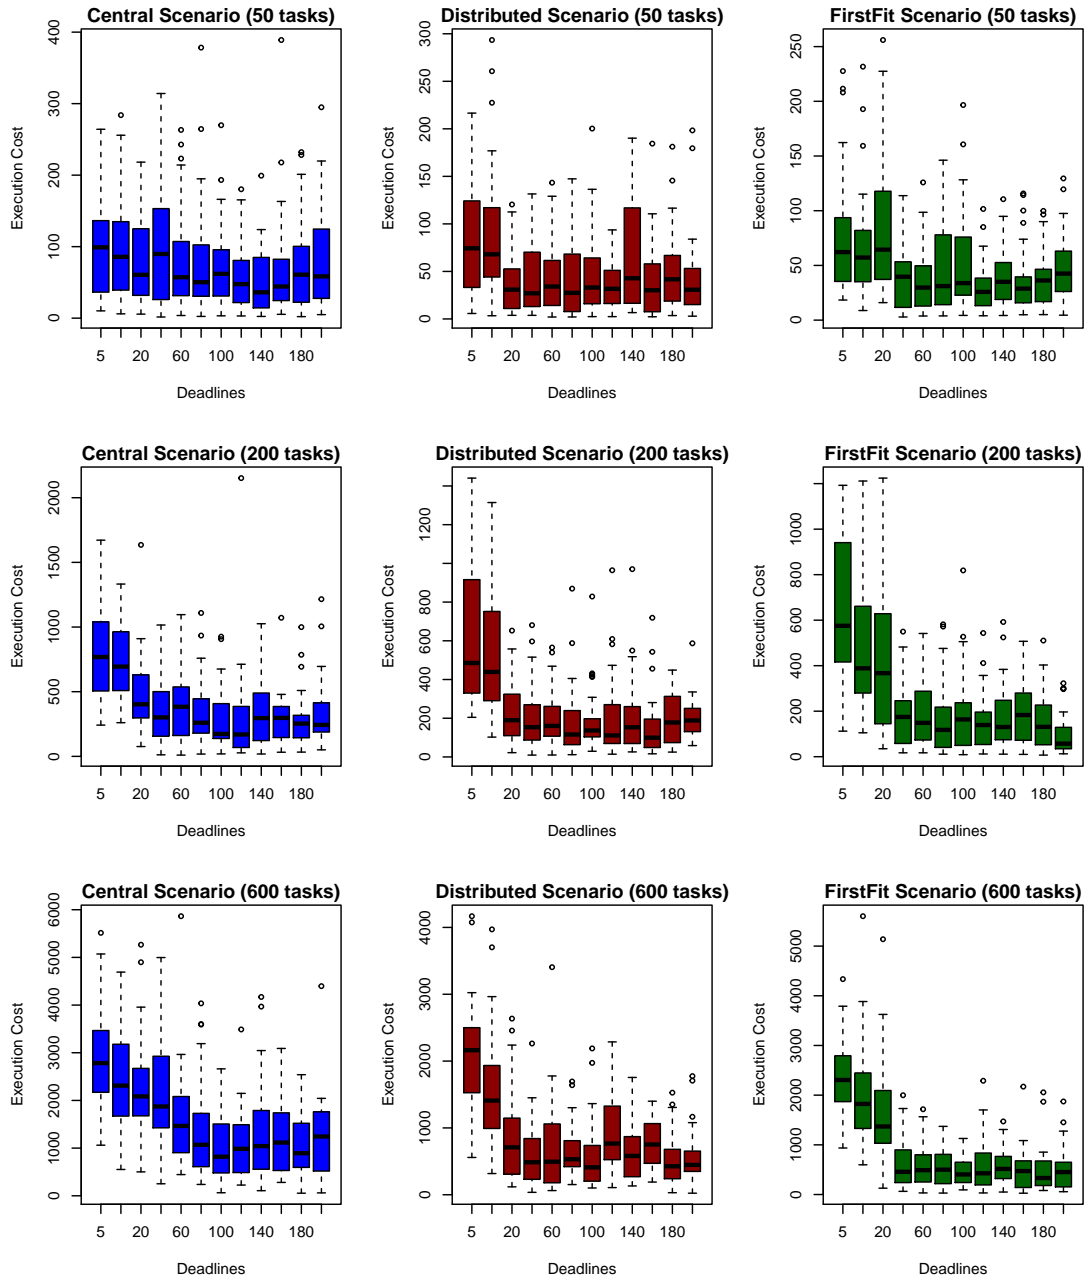 Central Scenario (50 tasks)
Execution Cost
0 100 200 300 400
5 20 60 100 140 180
Deadlines
Distributed Scenario (50 tasks)
Execution Cost
0 50 100 150 200 250 300
5 20 60 100 140 180
Deadlines
FirstFit Scenario (50 tasks)
Execution Cost
0 50 100 150 200 250
5 20 60 100 140 180
Deadlines
Central Scenario (200 tasks)
Execution Cost
0 500 1000 1500 2000
5 20 60 100 140 180
Deadlines
Distributed Scenario (200 tasks)
Execution Cost
0 200 400 600 800 1200
5 20 60 100 140 180
Deadlines
FirstFit Scenario (200 tasks)
Execution Cost
0 200 400 600 800 1000
5 20 60 100 140 180
Deadlines
Central Scenario (600 tasks)
Execution Cost
0 1000 2000 3000 4000 5000 6000
5 20 60 100 140 180
Deadlines
Distributed Scenario (600 tasks)
Execution Cost
0 1000 2000 3000 4000
5 20 60 100 140 180
Deadlines
FirstFit Scenario (600 tasks)
Execution Cost
0 1000 2000 3000 4000 5000
5 20 60 100 140 180
Deadlines